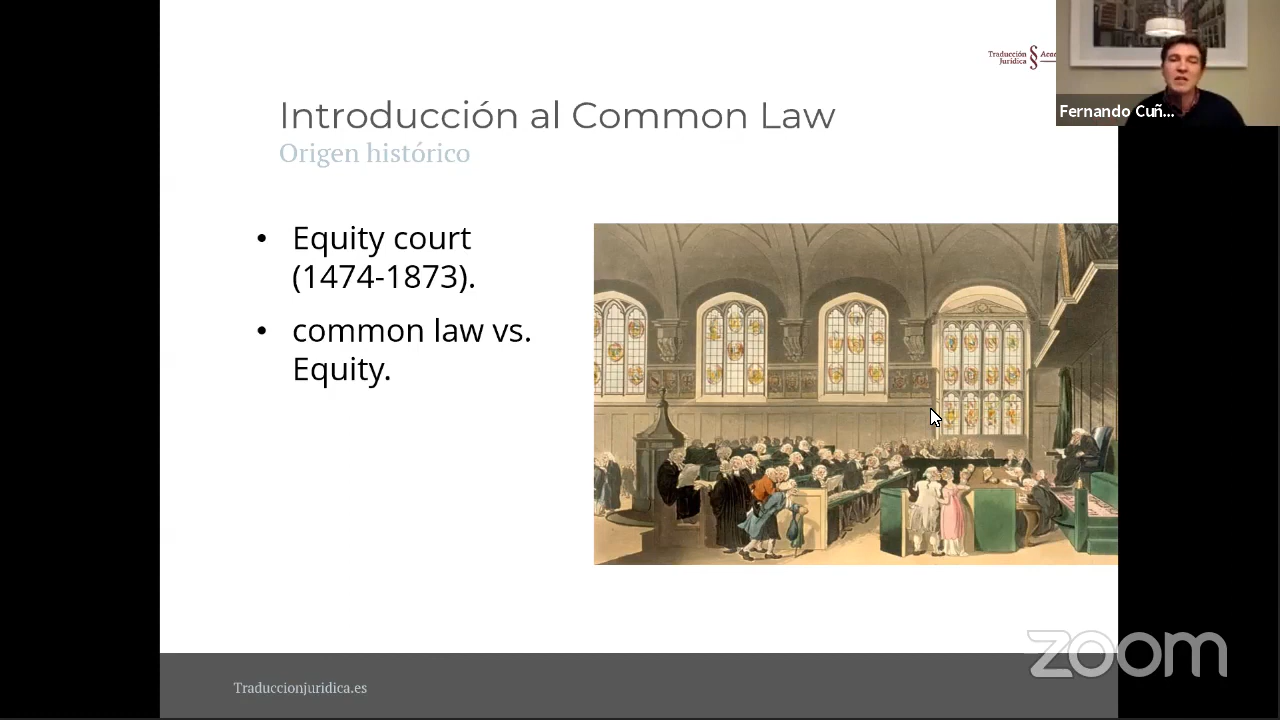 Traducción
Jurídica
§
Introducción al Common Law
Origen histórico
Fernando Cuñ...
• Equity court
(1474-1873).
• common law vs.
Equity.
zoom
Traduccionjuridica.es